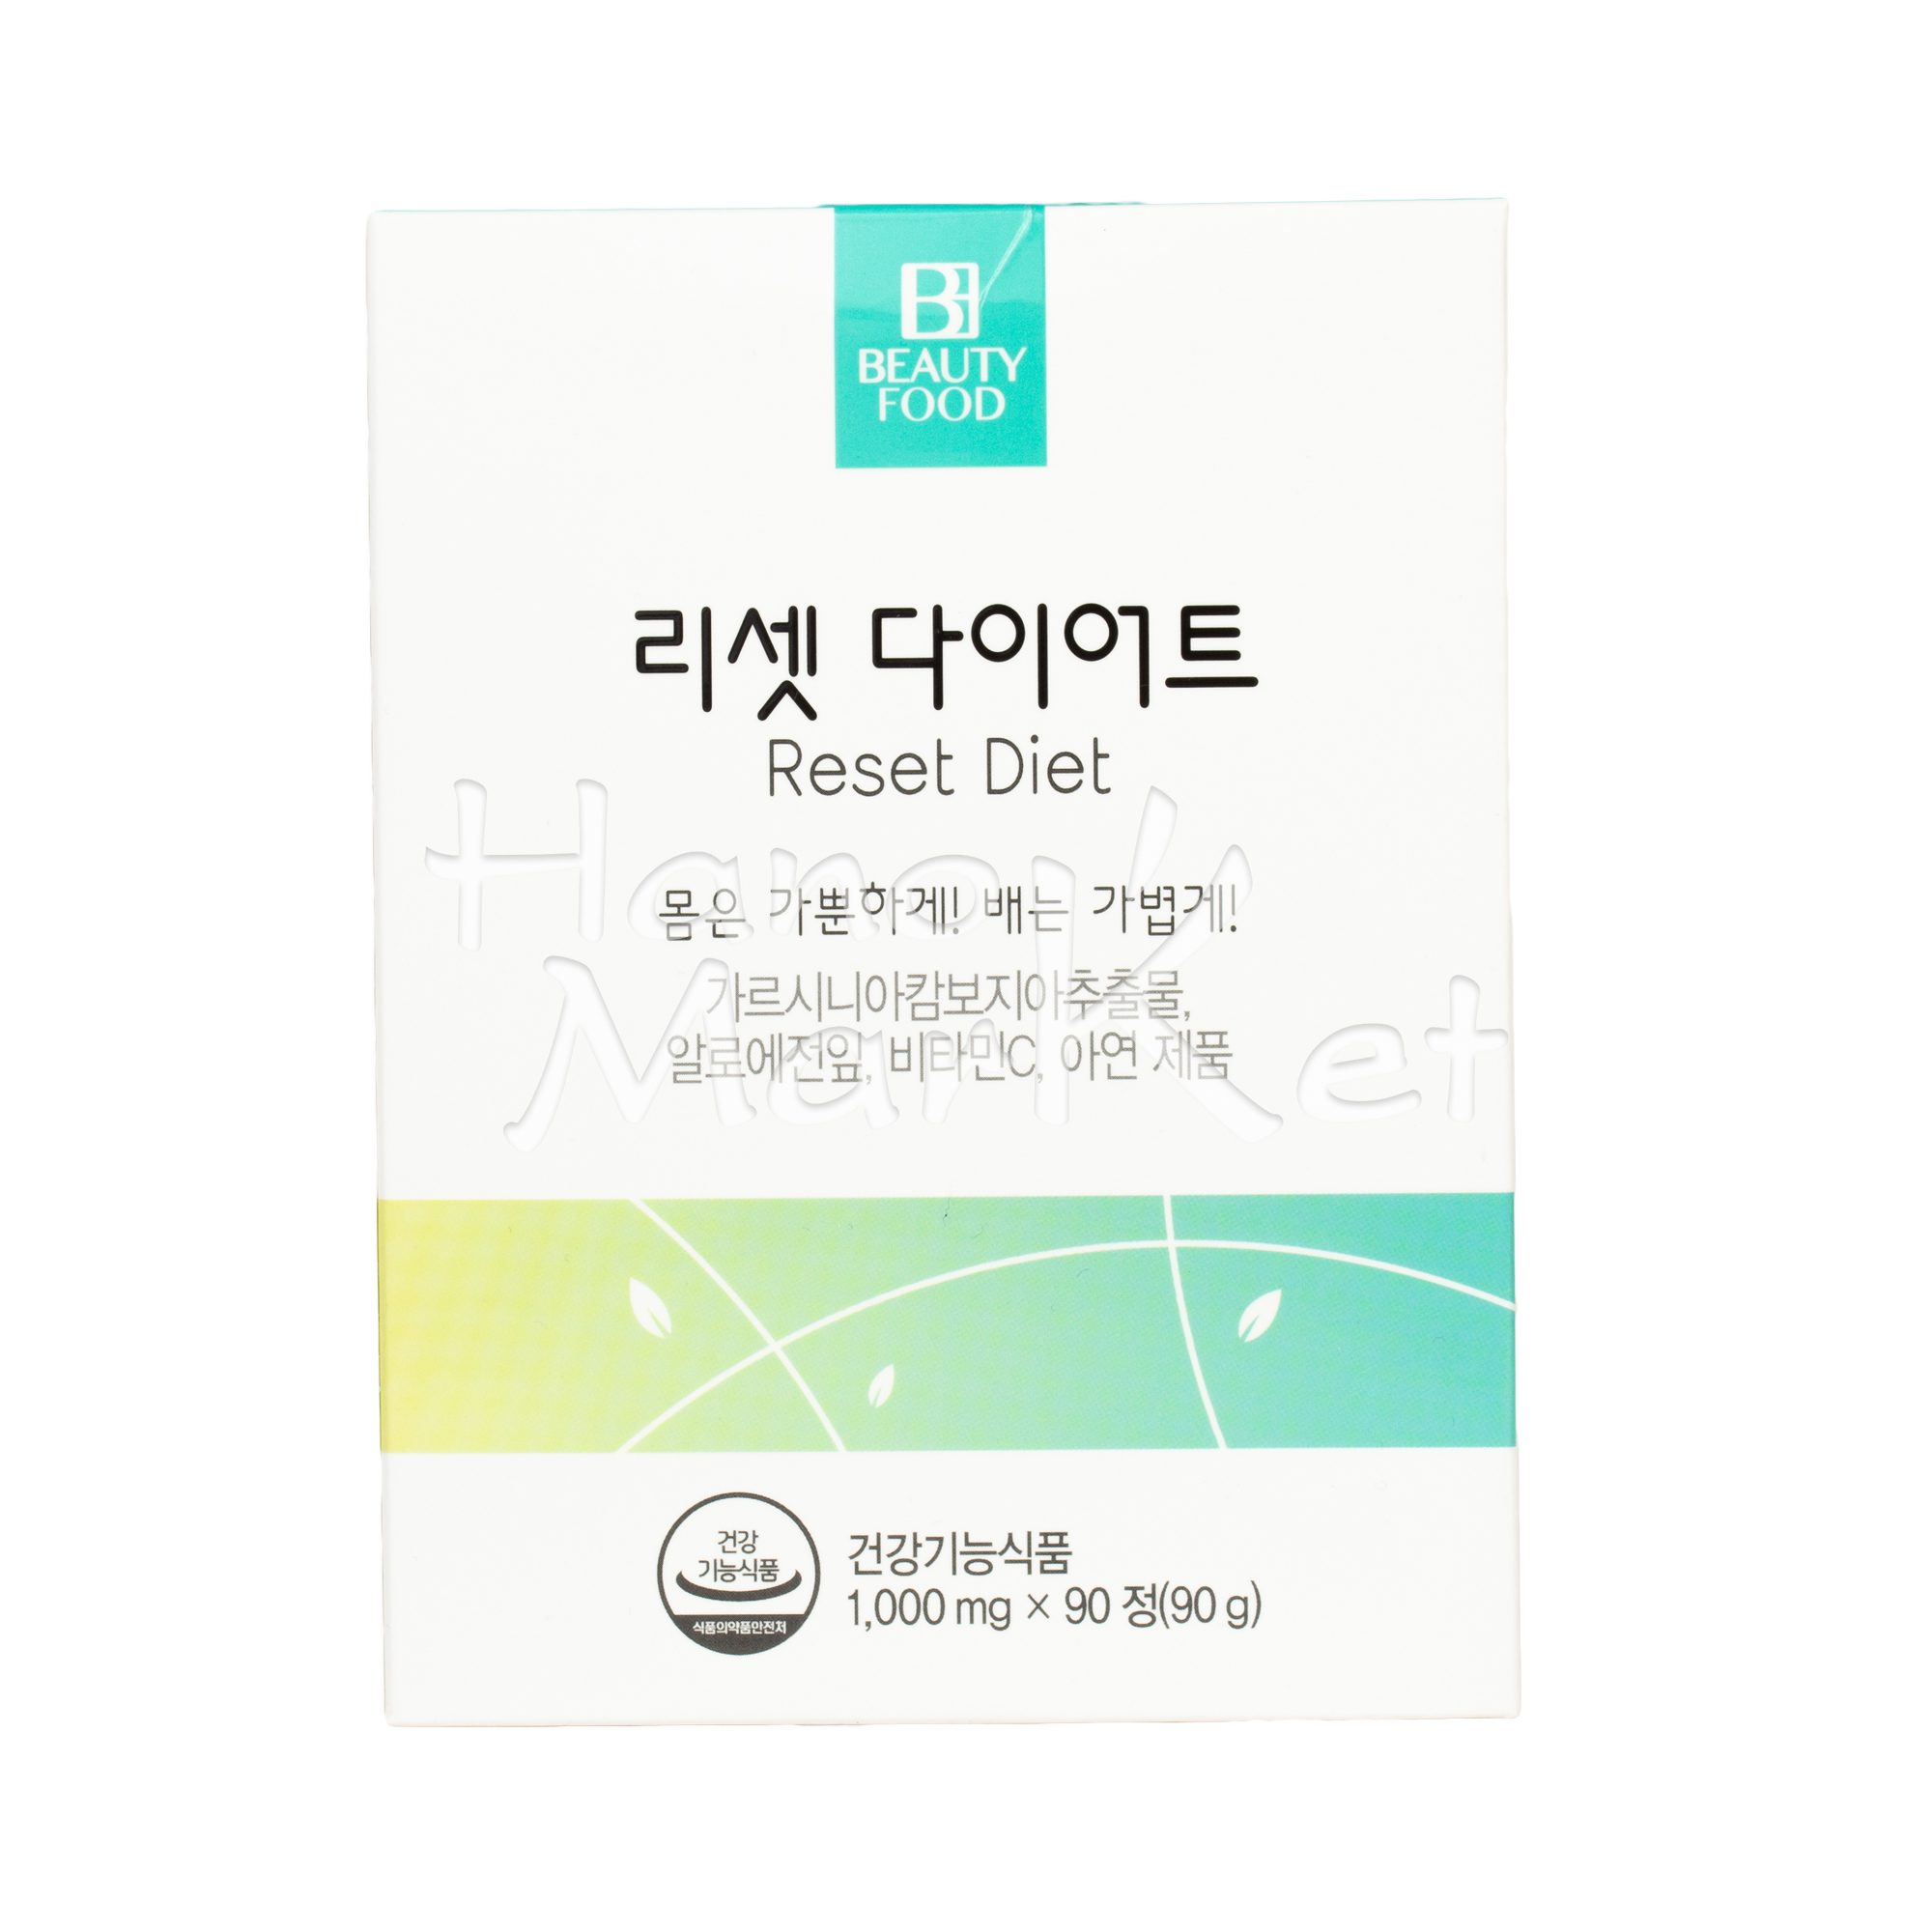 BEAUTY
FOOD
리셋 다이어트
Reset Diet
몸은 가뿐하게! 배는 가볍게!
가르시니아캄보지아추출물,
알로에전잎, 비타민C, 아연 제품
Hanok
Market
건강
기능식품
식품의약품안전처
건강기능식품
1,000 mg × 90 정(90 g)